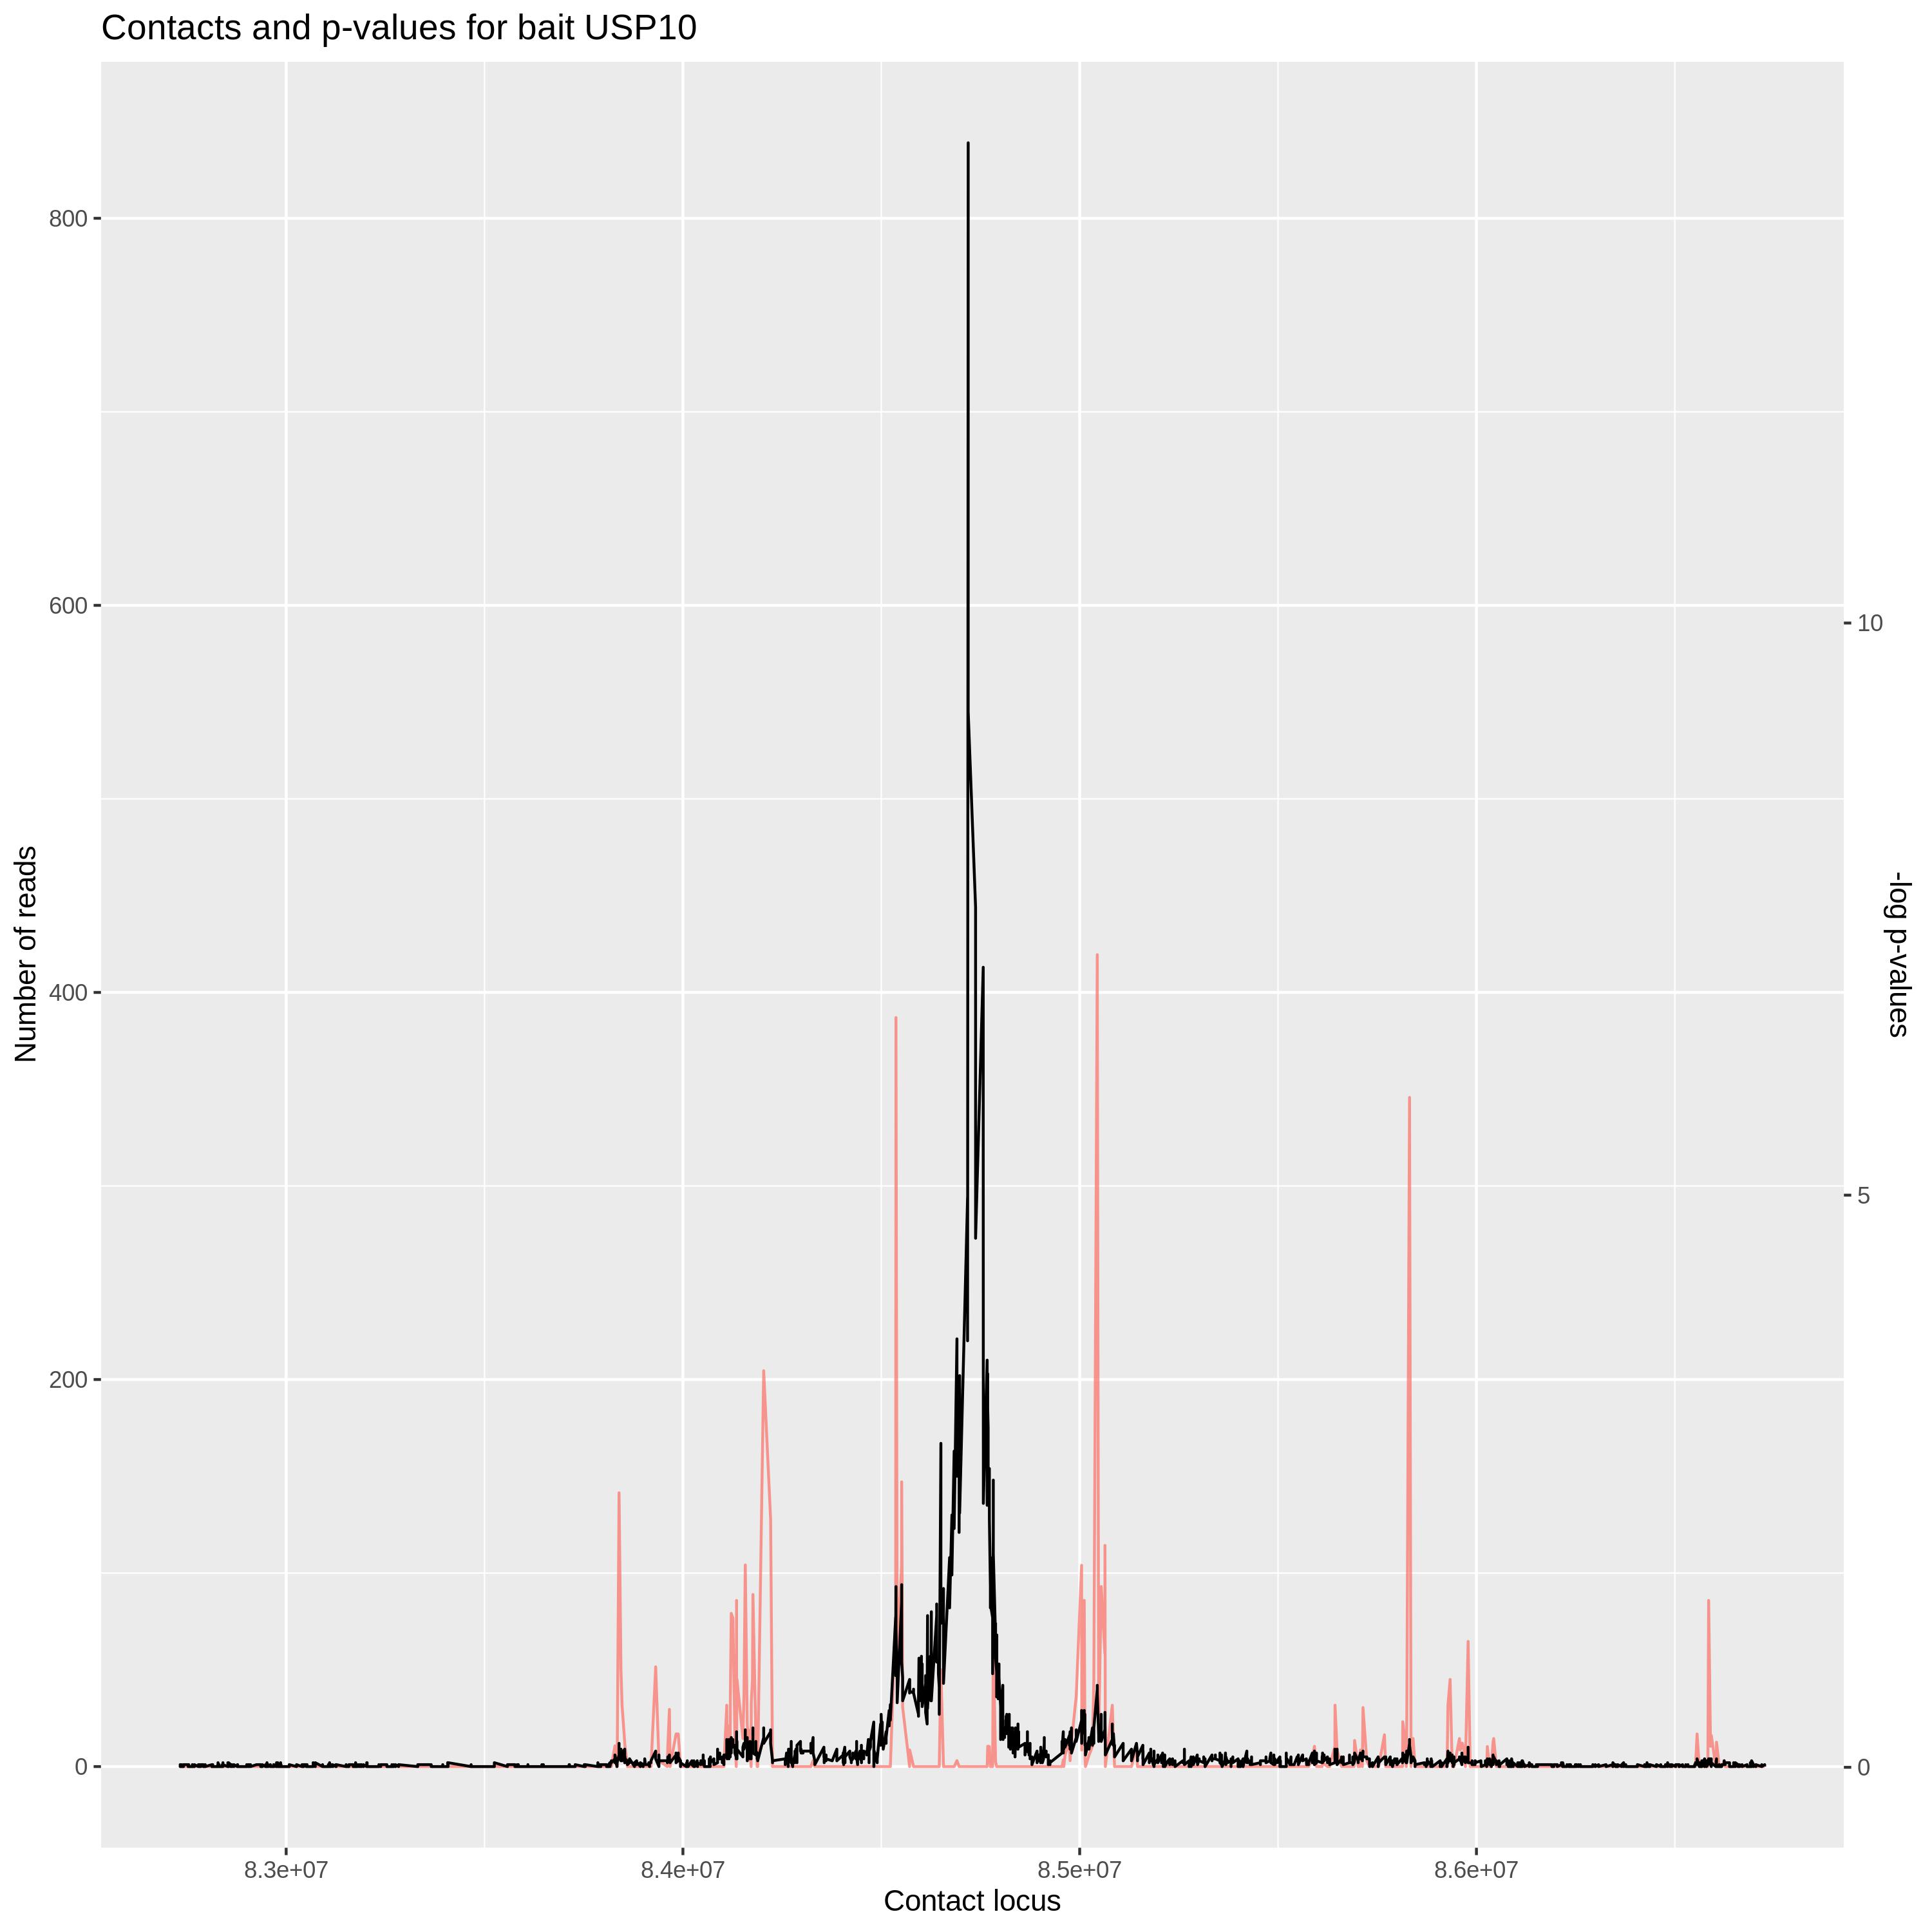 Contacts and p-values for bait USP10
Number of reads
800
600
400
200
0
10
5
0
-log p-values
8.3e+07 8.4e+07 8.5e+07 8.6e+07
Contact locus